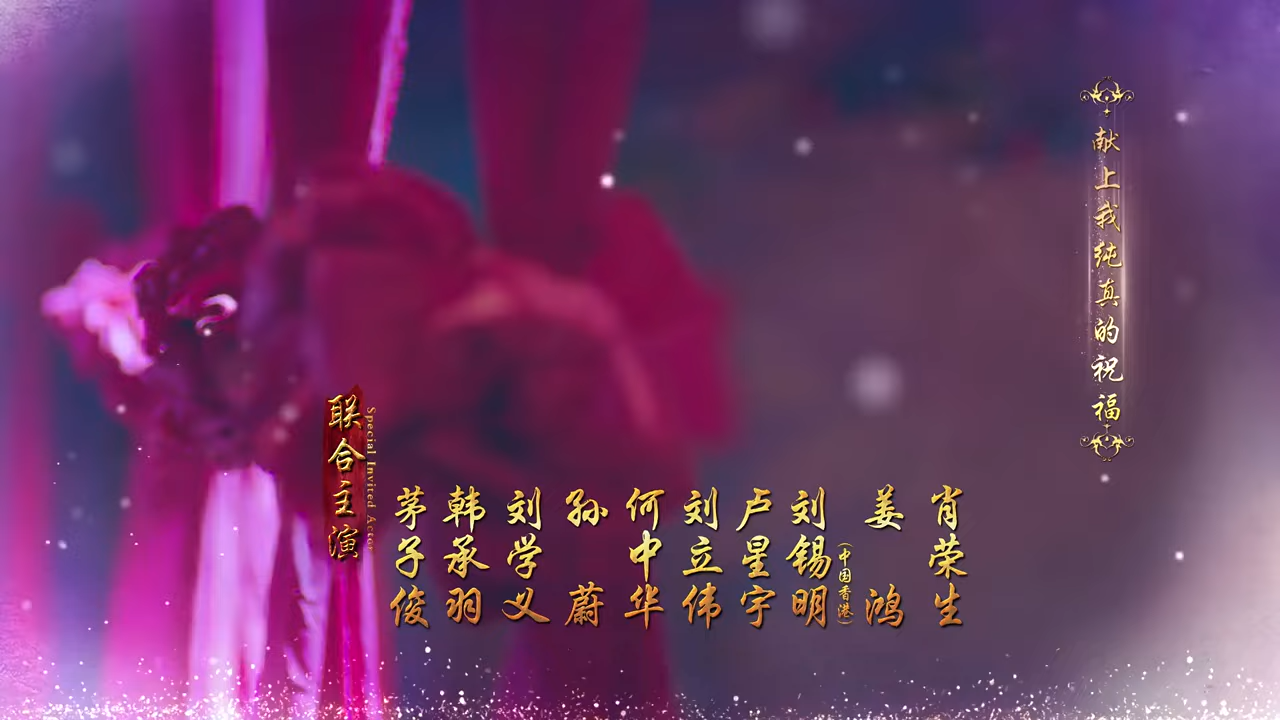 献上我纯真的祝福
联合主演
Special Invited Actor
茅子俊
韩承羽
刘学义
孙蔚
何中华
刘立伟
卢星宇
刘锡明
(中国香港)
姜鸿
肖荣生